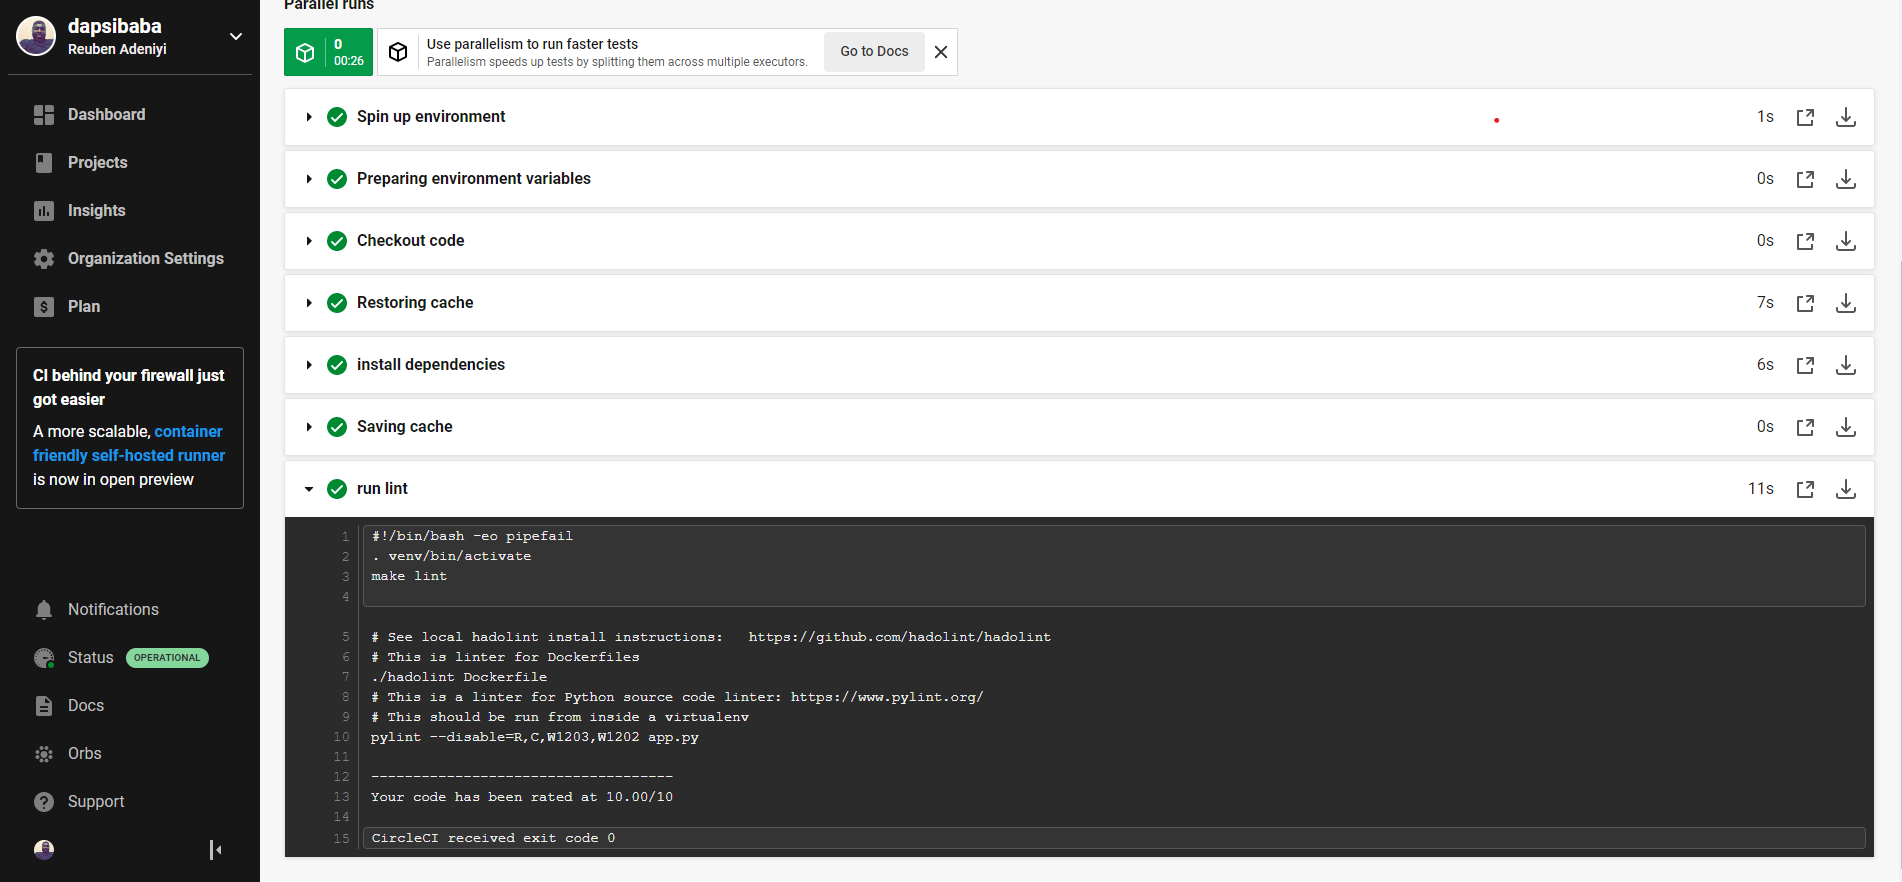 dapsibaba
Reuben Adeniyi
Dashboard
Projects
Insights
Organization Settings
Plan
CI behind your firewall just
got easier
A more scalable, container
friendly self-hosted runner
is now in open preview
Notifications
Status OPERATIONAL
Docs
Orbs
Support
Parallel runs
0
00:26
Use parallelism to run faster tests
Parallelism speeds up tests by splitting them across multiple executors.
Go to Docs
Spin up environment 1s
Preparing environment variables 0s
Checkout code 0s
Restoring cache 7s
install dependencies 6s
Saving cache 0s
run lint 11s
1 #!/bin/bash -eo pipefail
2 . venv/bin/activate
3 make lint
4
5 # See local hadolint install instructions:   https://github.com/hadolint/hadolint
6 # This is linter for Dockerfiles
7 ./hadolint Dockerfile
8 # This is a linter for Python source code linter: https://www.pylint.org/
9 # This should be run from inside a virtualenv
10 pylint --disable=R,C,W1203,W1202 app.py
11
12 ------------------------------------
13 Your code has been rated at 10.00/10
14
15 CircleCI received exit code 0